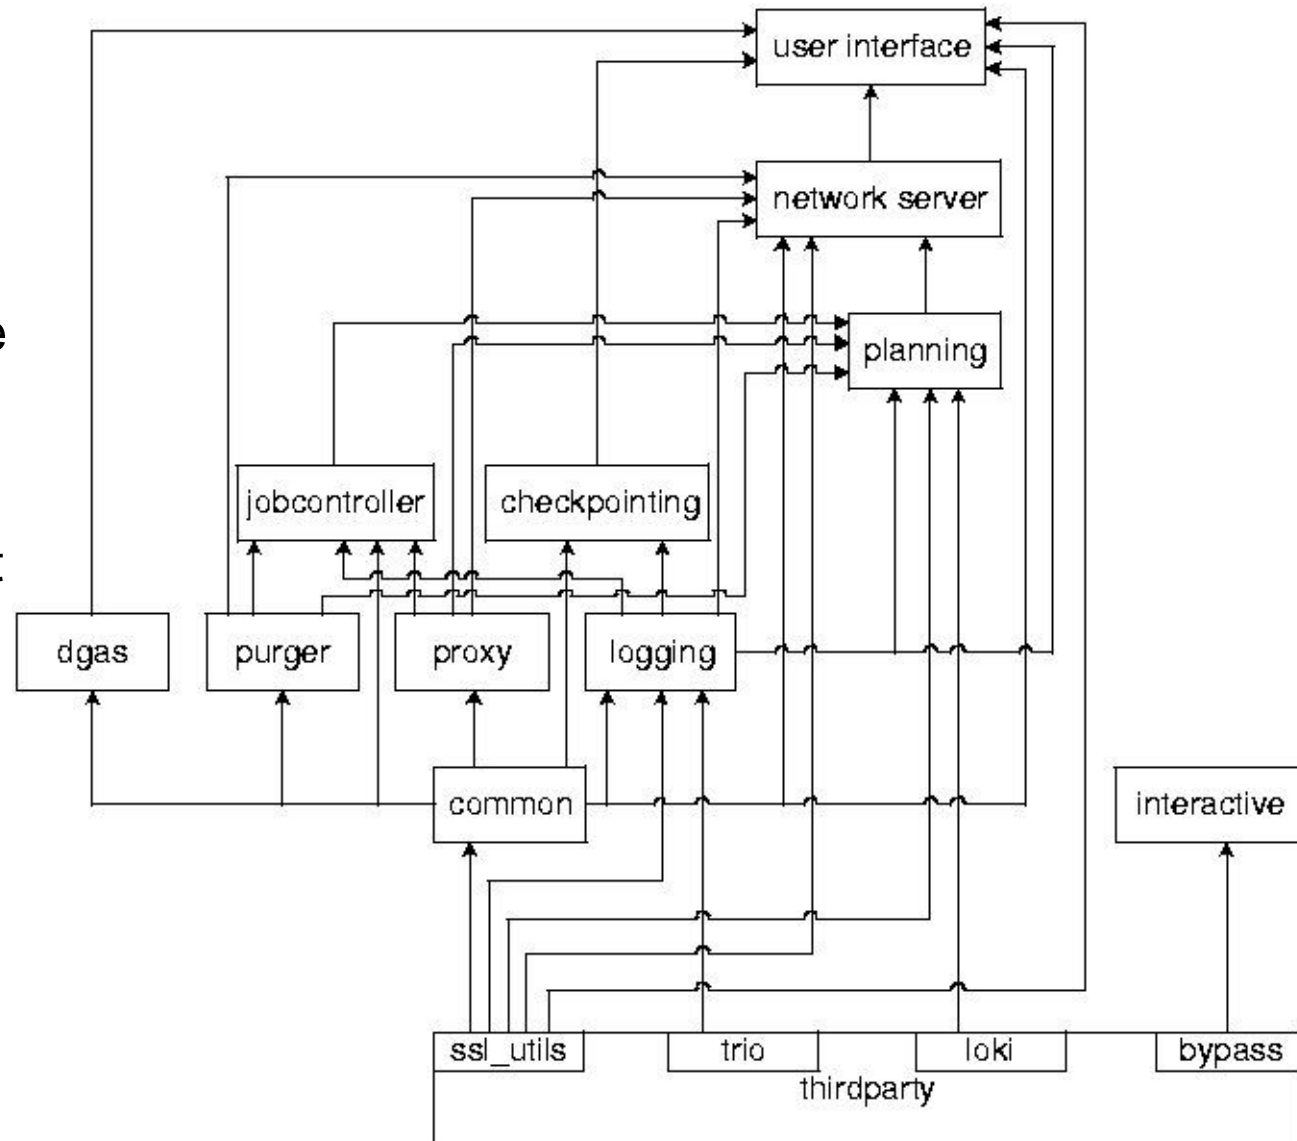 user interface
network server
e
planning
jobcontroller
checkpointing
t
dgas
purger
proxy
logging
common
interactive
ssl_utils
trio
loki
bypass
thirdparty